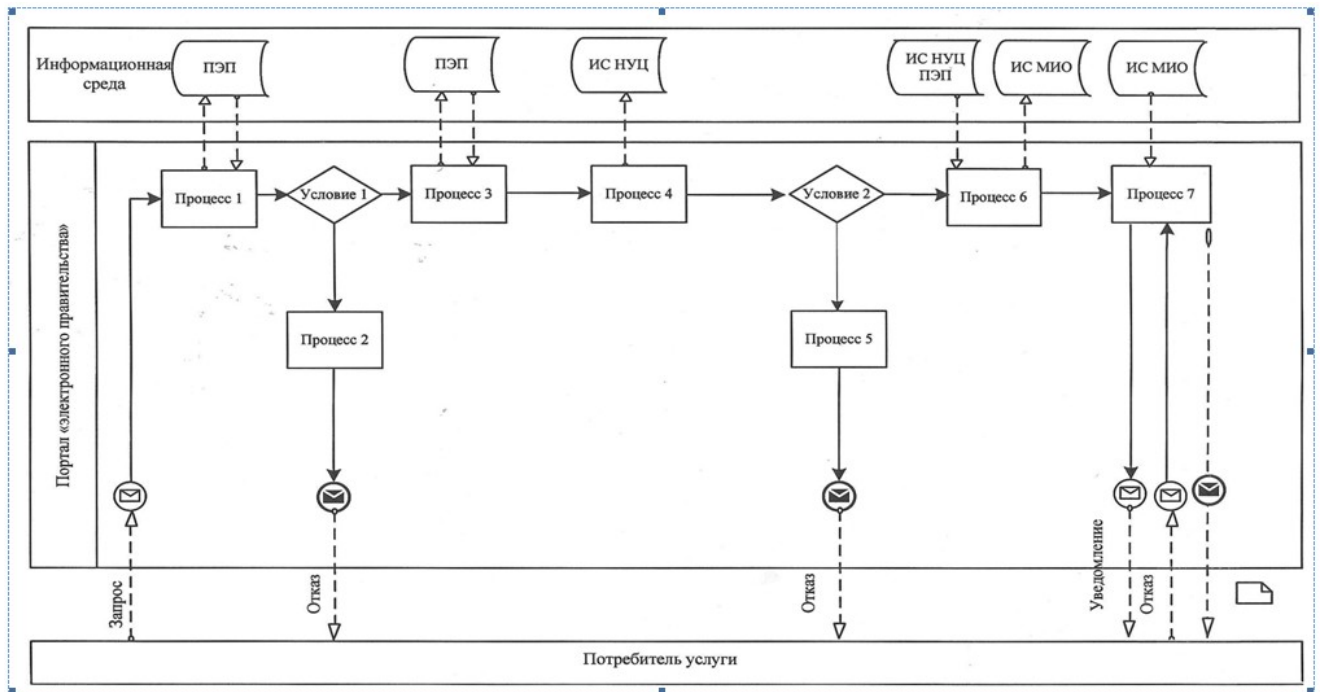 Информационная
среда
ПЭП
ПЭП
ИС НУЦ
ИС НУЦ
ПЭП
ИС МИО
ИС МИО
Портал «электронного правительства»
Процесс 1
Условие 1
Процесс 3
Процесс 4
Условие 2
Процесс 6
Процесс 7
Процесс 2
Процесс 5
Запрос
Отказ
Отказ
Уведомление
Отказ
Потребитель услуги